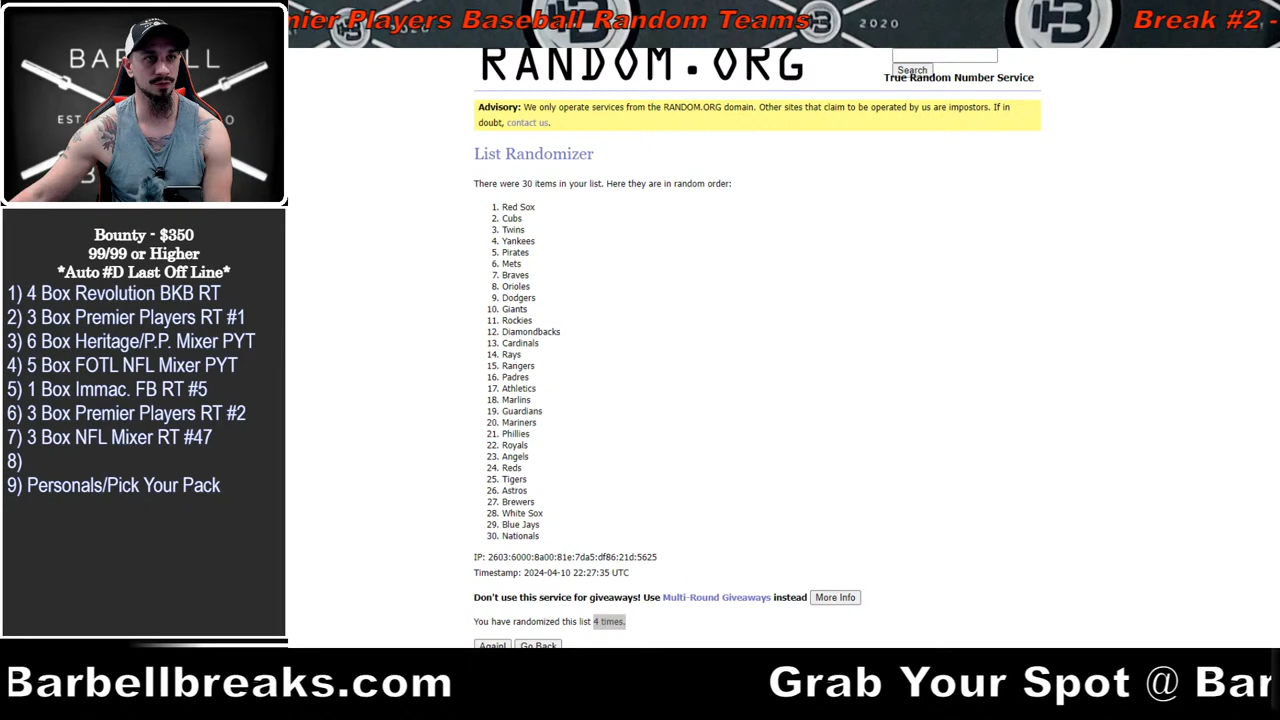 mier Players Baseball Random Teams
Break #2 -
2020
BARBELL
EST
Bounty - $350
99/99 or Higher
*Auto #D Last Off Line*
1) 4 Box Revolution BKB RT
2) 3 Box Premier Players RT #1
3) 6 Box Heritage/P.P. Mixer PYT
4) 5 Box FOTL NFL Mixer PYT
5) 1 Box Immac. FB RT #5
6) 3 Box Premier Players RT #2
7) 3 Box NFL Mixer RT #47
8)
9) Personals/Pick Your Pack
RANDOM.ORG
Search
True Random Number Service
Advisory: We only operate services from the RANDOM.ORG domain. Other sites that claim to be operated by us are impostors. If in
doubt, contact us.
List Randomizer
There were 30 items in your list. Here they are in random order:
1. Red Sox
2. Cubs
3. Twins
4. Yankees
5. Pirates
6. Mets
7. Braves
8. Orioles
9. Dodgers
10. Giants
11. Rockies
12. Diamondbacks
13. Cardinals
14. Rays
15. Rangers
16. Padres
17. Athletics
18. Marlins
19. Guardians
20. Mariners
21. Phillies
22. Royals
23. Angels
24. Reds
25. Tigers
26. Astros
27. Brewers
28. White Sox
29. Blue Jays
30. Nationals
IP: 2603:6000:8a00:81e:7da5:df86:21d:5625
Timestamp: 2024-04-10 22:27:35 UTC
Don't use this service for giveaways! Use Multi-Round Giveaways instead More Info
You have randomized this list 4 times.
Again! Go Back
Barbellbreaks.com
Grab Your Spot @ Bar